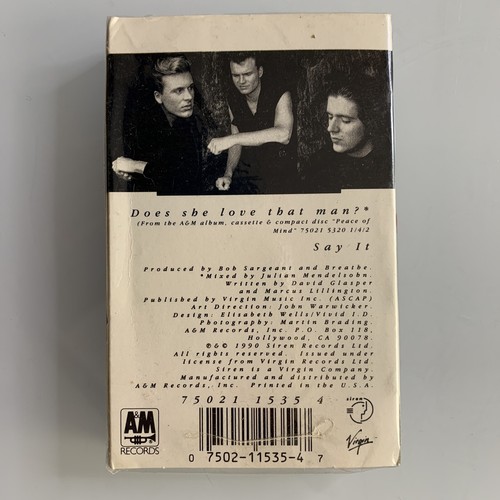 Does she love that man?*
(From the A&M album, cassette & compact disc "Peace of
Mind" 75021 5320 1/4/2
Say It
Produced by Bob Sargeant and Breathe.
*Mixed by Julian Mendelsohn.
Written by David Glasper
and Marcus Lillington.
Published by Virgin Music Inc. (ASCAP)
Art Direction: John Warwicker.
Design: Elisabeth Wells/Vivid I.D.
Photography: Martin Brading.
A&M Records, Inc. P.O. Box 118,
Hollywood, CA 90078.
℗&© 1990 Siren Records Ltd.
All rights reserved. Issued under
license from Virgin Records Ltd.
Siren is a Virgin Company.
Manufactured and distributed by
A&M Records, Inc. Printed in the U.S.A.
75021 1535 4
siren
A&M
RECORDS
Virgin
0 7502-11535-4 7